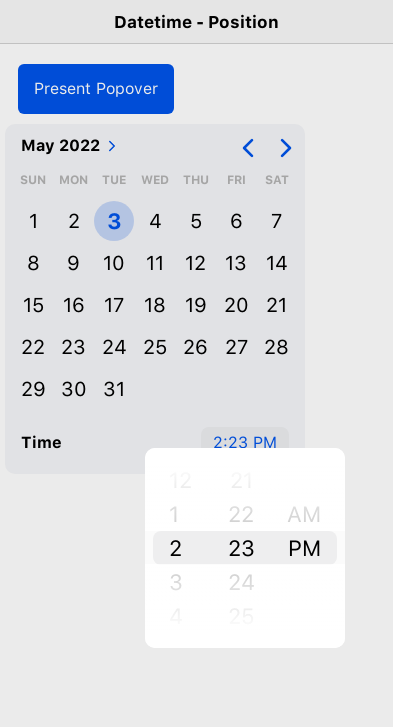 Datetime - Position
Present Popover
May 2022
SUN MON TUE WED THU FRI SAT
1 2 3 4 5 6 7
8 9 10 11 12 13 14
15 16 17 18 19 20 21
22 23 24 25 26 27 28
29 30 31
Time 2:23 PM
12 21
1 22 AM
2 23 PM
3 24
4 25